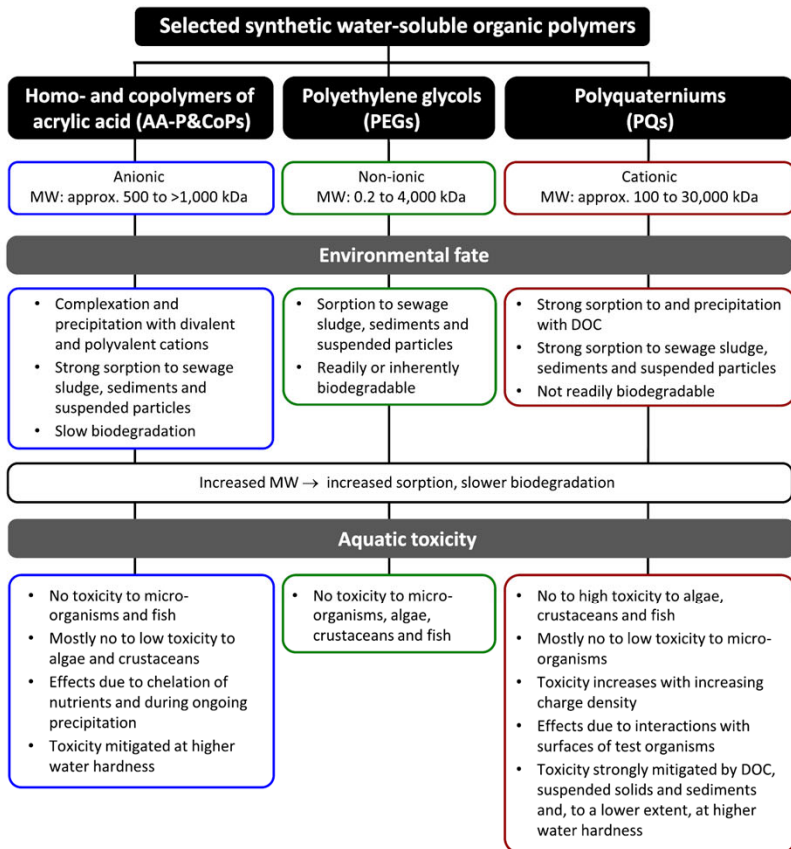 Selected synthetic water-soluble organic polymers
Homo- and copolymers of
acrylic acid (AA-P&CoPs)
Polyethylene glycols
(PEGs)
Polyquaterniums
(PQs)
Anionic
MW: approx. 500 to >1,000 kDa
Non-ionic
MW: 0.2 to 4,000 kDa
Cationic
MW: approx. 100 to 30,000 kDa
Environmental fate
• Complexation and
precipitation with divalent
and polyvalent cations
• Strong sorption to sewage
sludge, sediments and
suspended particles
• Slow biodegradation
• Sorption to sewage
sludge, sediments and
suspended particles
• Readily or inherently
biodegradable
• Strong sorption to and precipitation
with DOC
• Strong sorption to sewage sludge,
sediments and suspended particles
• Not readily biodegradable
Increased MW → increased sorption, slower biodegradation
Aquatic toxicity
• No toxicity to micro-
organisms and fish
• Mostly no to low toxicity to
algae and crustaceans
• Effects due to chelation of
nutrients and during ongoing
precipitation
• Toxicity mitigated at higher
water hardness
• No toxicity to micro-
organisms, algae,
crustaceans and fish
• No to high toxicity to algae,
crustaceans and fish
• Mostly no to low toxicity to micro-
organisms
• Toxicity increases with increasing
charge density
• Effects due to interactions with
surfaces of test organisms
• Toxicity strongly mitigated by DOC,
suspended solids and sediments
and, to a lower extent, at higher
water hardness